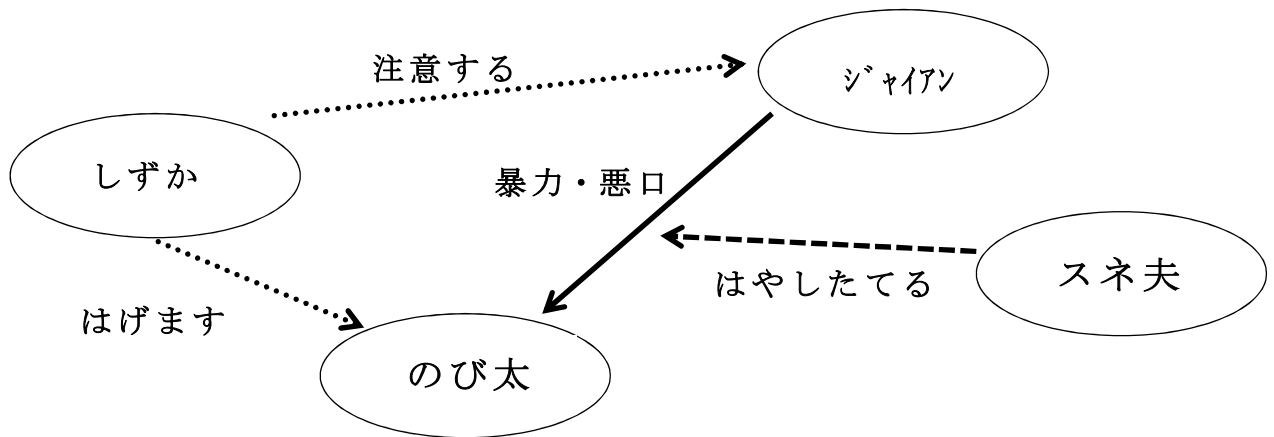 注意する
ｼﾞｬｲｱﾝ
しずか
暴力・悪口
はやしたてる
スネ夫
はげます
のび太